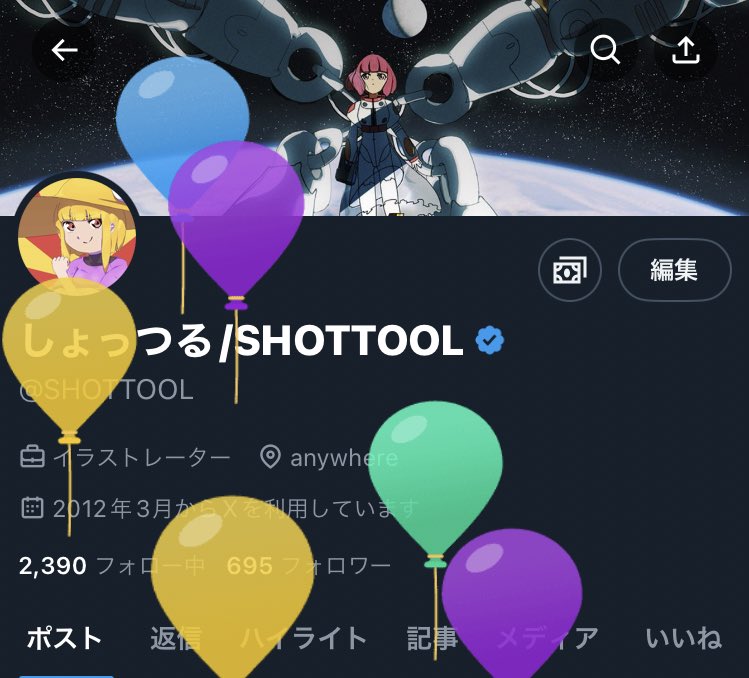 編集
しょっつる/SHOTTOOL
@SHOTTOOL
イラストレーター anywhere
2012年3月からXを利用しています
2,390 フォロー中 695 フォロワー
ポスト 返信 ハイライト 記事 メディア いいね